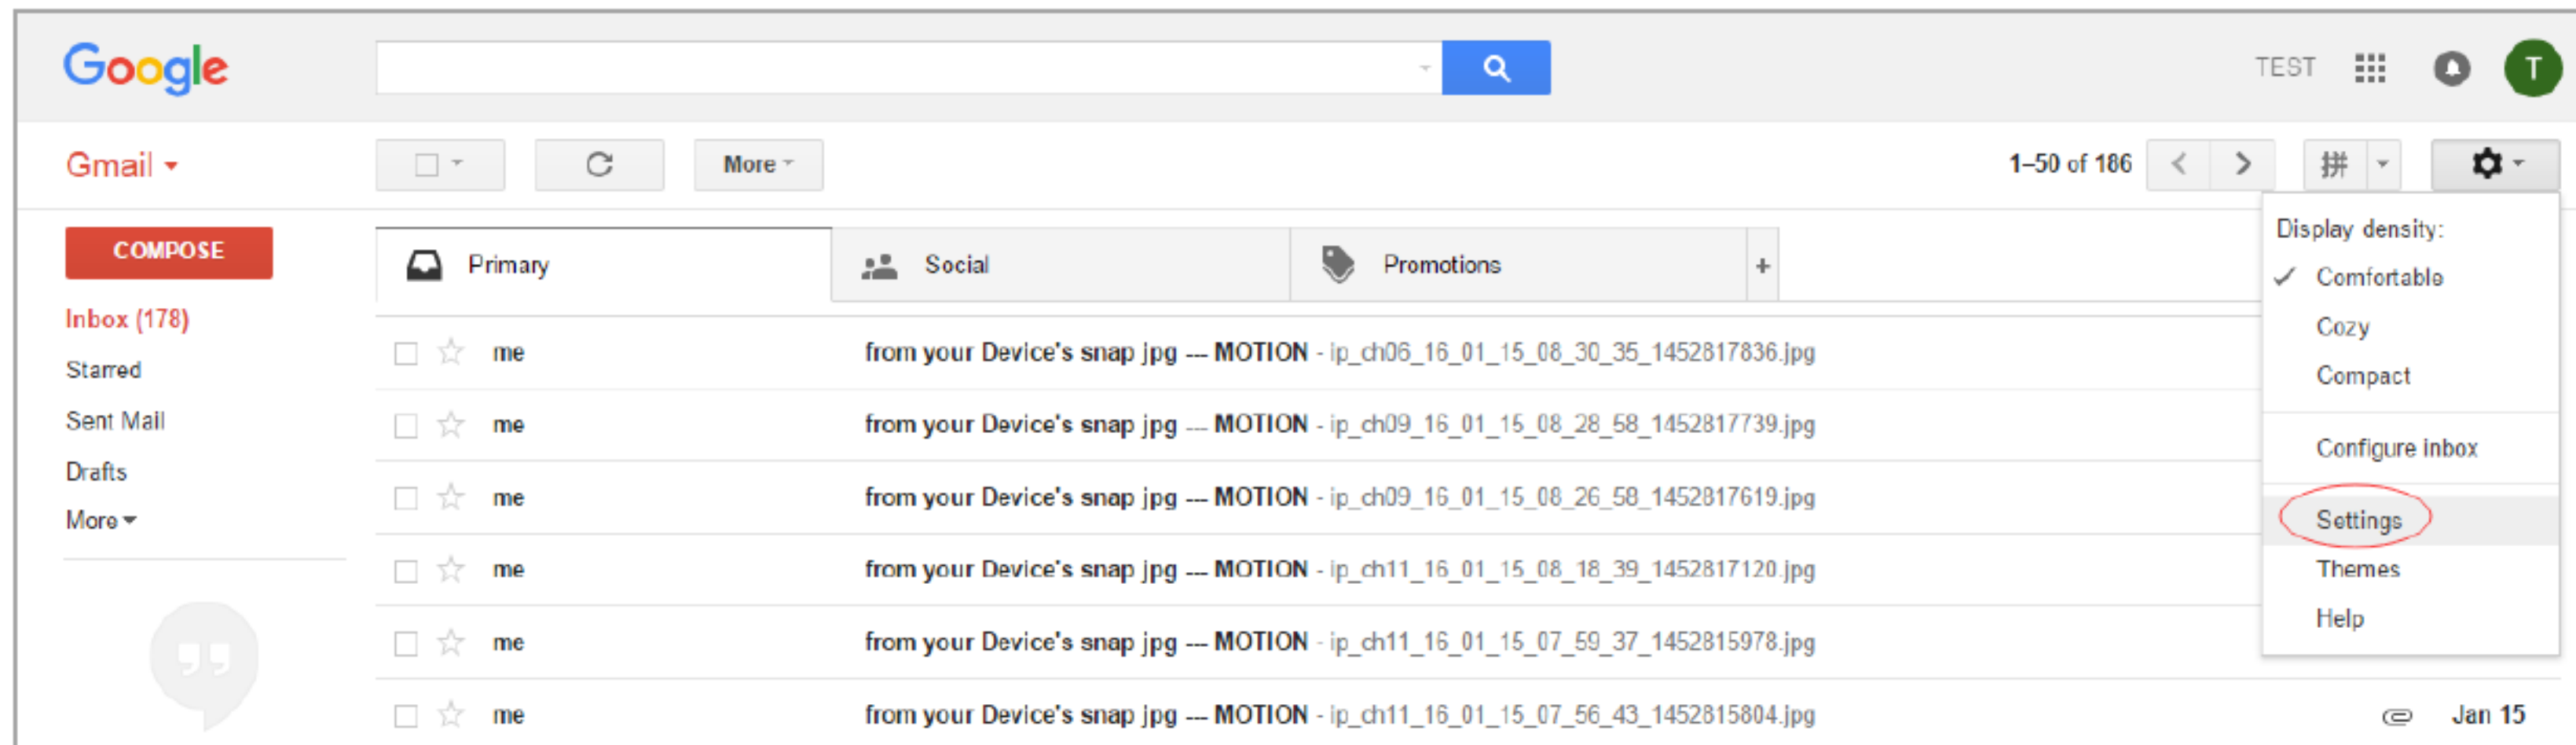 Google
TEST
T
Gmail
More
1–50 of 186
拼
COMPOSE
Primary
Social
Promotions
+
Display density:
Comfortable
Cozy
Compact
Configure inbox
Settings
Themes
Help
Inbox (178)
Starred
Sent Mail
Drafts
More
me from your Device's snap jpg --- MOTION - ip_ch06_16_01_15_08_30_35_1452817836.jpg
me from your Device's snap jpg --- MOTION - ip_ch09_16_01_15_08_28_58_1452817739.jpg
me from your Device's snap jpg --- MOTION - ip_ch09_16_01_15_08_26_58_1452817619.jpg
me from your Device's snap jpg --- MOTION - ip_ch11_16_01_15_08_18_39_1452817120.jpg
me from your Device's snap jpg --- MOTION - ip_ch11_16_01_15_07_59_37_1452815978.jpg
me from your Device's snap jpg --- MOTION - ip_ch11_16_01_15_07_56_43_1452815804.jpg Jan 15